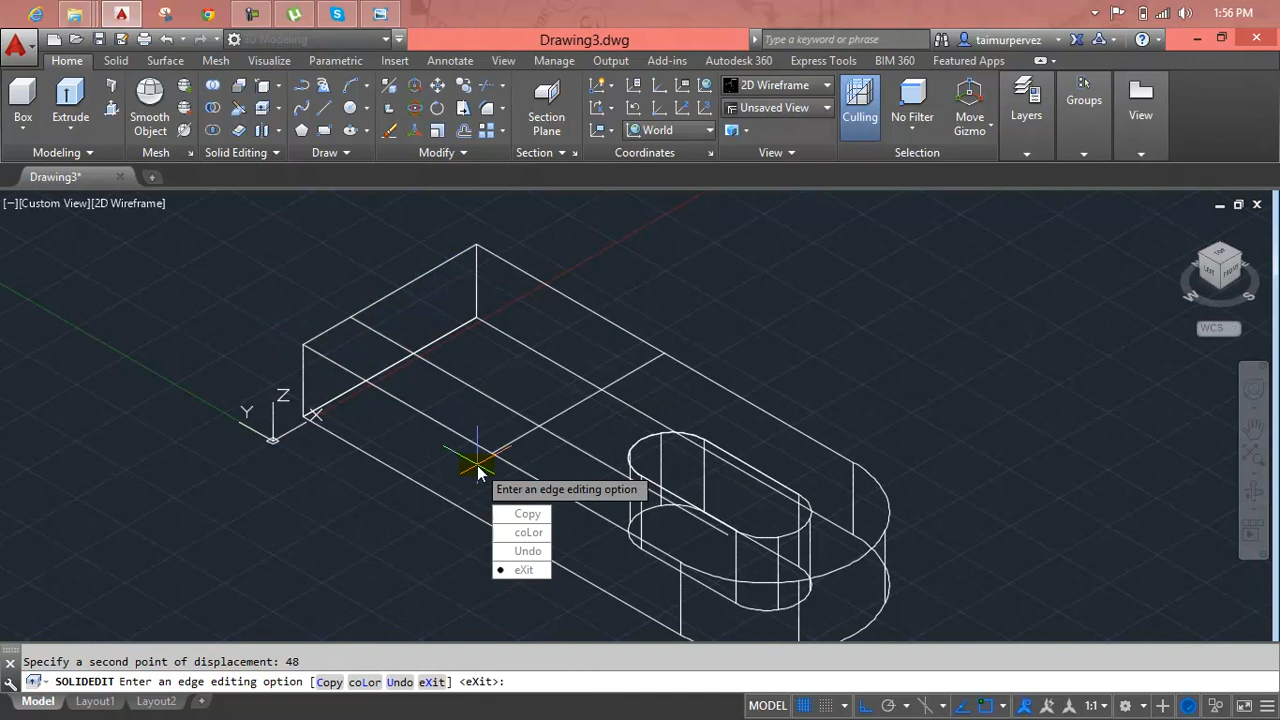 1:56 PM
3D Modeling
Drawing3.dwg
Type a keyword or phrase
taimurpervez
Home Solid Surface Mesh Visualize Parametric Insert Annotate View Manage Output Add-ins Autodesk 360 Express Tools BIM 360 Featured Apps
Box
Extrude
Smooth
Object
Section
Plane
World
2D Wireframe
Unsaved View
Culling
No Filter
Move
Gizmo
Layers
Groups
View
Modeling
Mesh
Solid Editing
Draw
Modify
Section
Coordinates
View
Selection
Drawing3*
[−][Custom View][2D Wireframe]
TOP
LEFT
FRONT
W
S
WCS
Z
Y
X
Enter an edge editing option
Copy
coLor
Undo
eXit
Specify a second point of displacement: 48
SOLIDEDIT Enter an edge editing option [Copy coLor Undo eXit] <eXit>:
Model Layout1 Layout2
MODEL
1:1